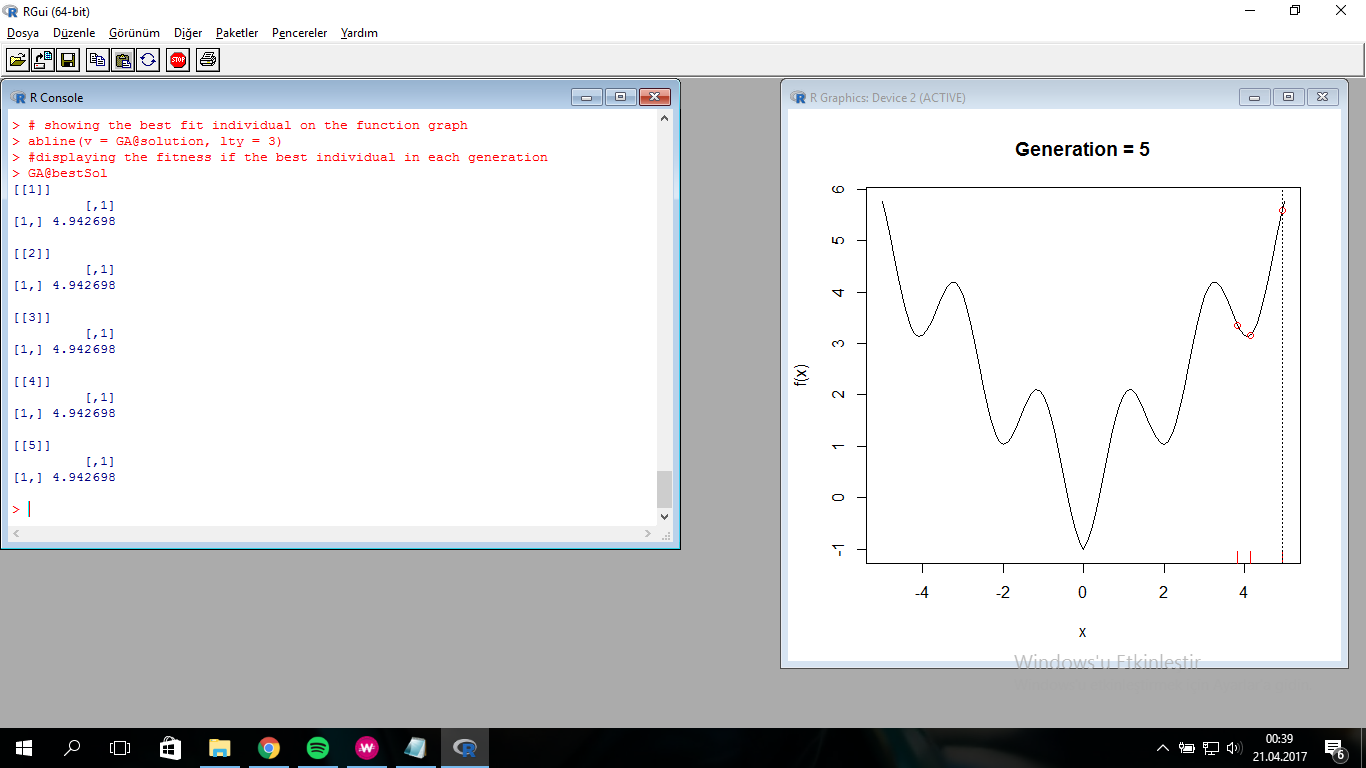 RGui (64-bit)
Dosya Düzenle Görünüm Diğer Paketler Pencereler Yardım
STOP
R Console
> # showing the best fit individual on the function graph
> abline(v = GA@solution, lty = 3)
> #displaying the fitness if the best individual in each generation
> GA@bestSol
[[1]]
[,1]
[1,] 4.942698
[[2]]
[,1]
[1,] 4.942698
[[3]]
[,1]
[1,] 4.942698
[[4]]
[,1]
[1,] 4.942698
[[5]]
[,1]
[1,] 4.942698
>
R Graphics: Device 2 (ACTIVE)
Generation = 5
6
5
4
3
2
1
0
-1
f(x)
-4 -2 0 2 4
x
Windows'u Etkinleştir
00:39
21.04.2017
6